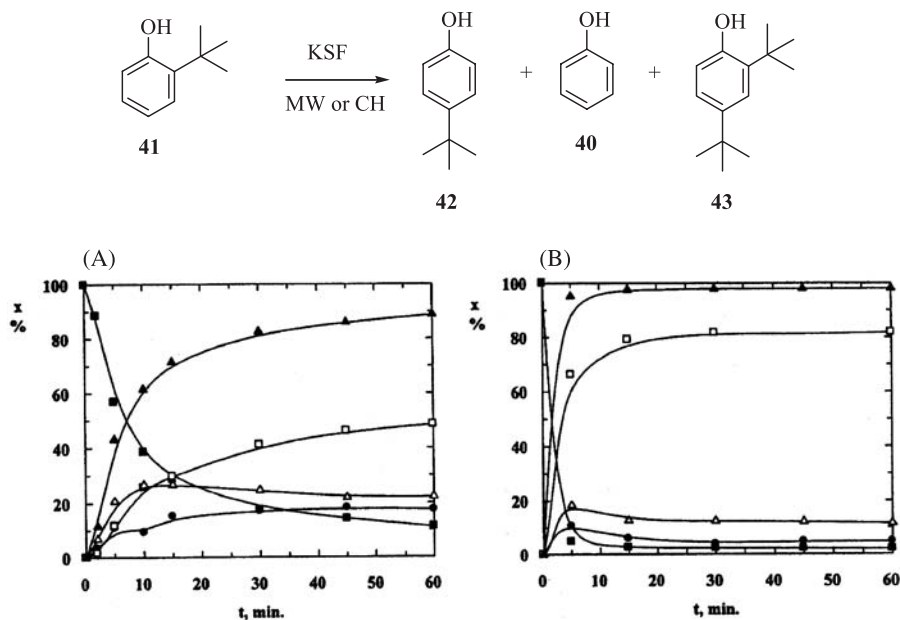 OH OH OH OH
KSF
+ +
MW or CH
41 40
42 43
(A) (B)
100 100
x x
% %
80 80
60 60
40 40
20 20
0 0
0 10 20 30 40 50 60 0 10 20 30 40 50 60
t, min. t, min.